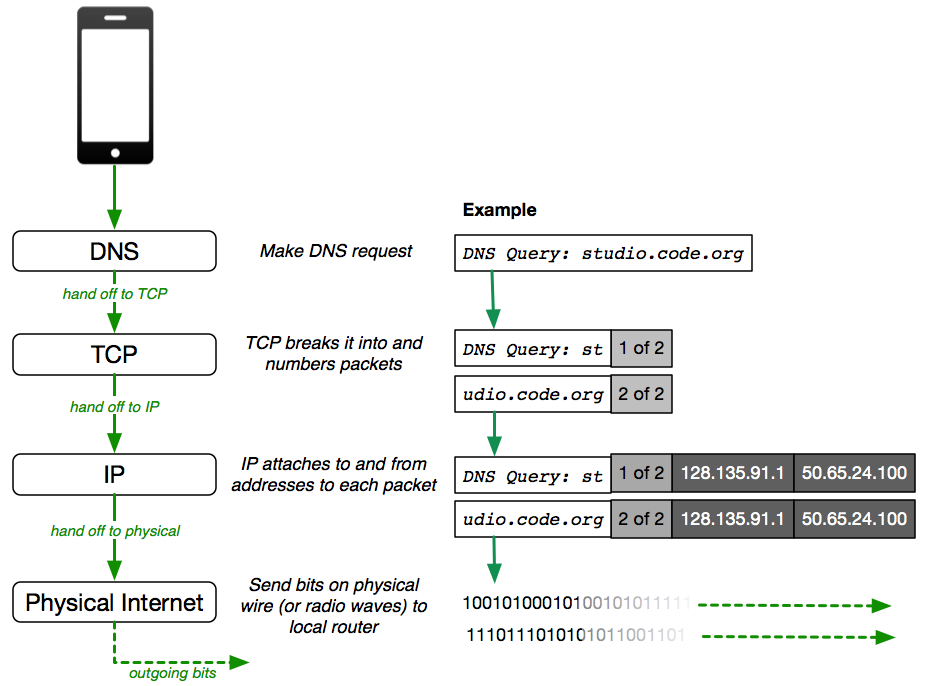 Example
DNS
Make DNS request
DNS Query: studio.code.org
hand off to TCP
TCP
TCP breaks it into and
numbers packets
DNS Query: st 1 of 2
udio.code.org 2 of 2
hand off to IP
IP
IP attaches to and from
addresses to each packet
DNS Query: st 1 of 2 128.135.91.1 50.65.24.100
udio.code.org 2 of 2 128.135.91.1 50.65.24.100
hand off to physical
Physical Internet
Send bits on physical
wire (or radio waves) to
local router
1001010001010010101111
1110111010101011001101
outgoing bits